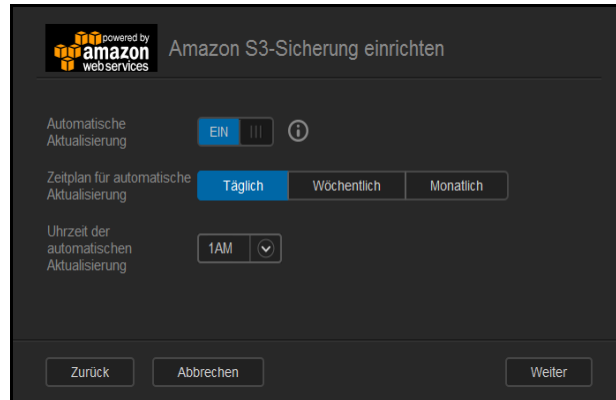 powered by
amazon
webservices
Amazon S3-Sicherung einrichten
Automatische
Aktualisierung
EIN
Zeitplan für automatische
Aktualisierung
Täglich
Wöchentlich
Monatlich
Uhrzeit der
automatischen
Aktualisierung
1AM
Zurück
Abbrechen
Weiter